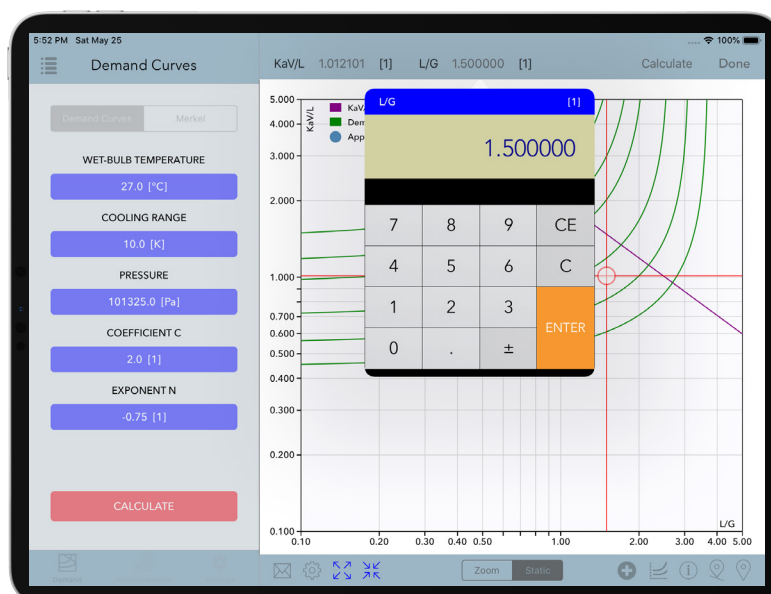 5:52 PM Sat May 25
100%
Demand Curves
KaV/L 1.012101 [1] L/G 1.500000 [1]
Calculate Done
Demand Curves Merkel
WET-BULB TEMPERATURE
27.0 [°C]
COOLING RANGE
10.0 [K]
PRESSURE
101325.0 [Pa]
COEFFICIENT C
2.0 [1]
EXPONENT N
-0.75 [1]
CALCULATE
Demand
L/G [1]
1.500000
7 8 9 CE
4 5 6 C
1 2 3
ENTER
0 . ±
KaV/L
5.000
4.000
3.000
2.000
1.000
0.700
0.600
0.500
0.400
0.300
0.200
0.100
0.10 0.20 0.30 0.40 0.50 1.00 2.00 3.00 4.00 5.00
L/G
Zoom Static